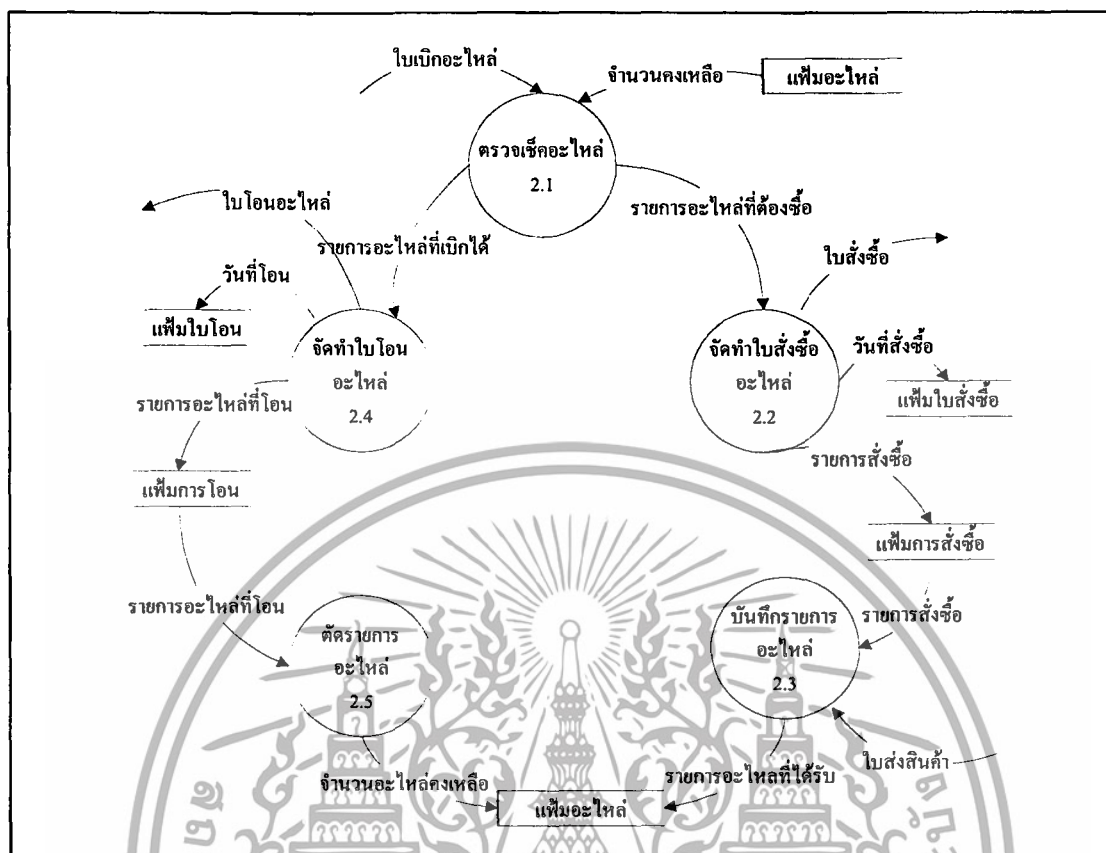 ใบเบิกอะไหล่
จำนวนคงเหลือ
แฟ้มอะไหล่
ตรวจเช็คอะไหล่
2.1
ใบโอนอะไหล่
รายการอะไหล่ที่ต้องซื้อ
รายการอะไหล่ที่เบิกได้
ใบสั่งซื้อ
วันที่โอน
แฟ้มใบโอน
จัดทำใบโอน
อะไหล่
2.4
จัดทำใบสั่งซื้อ
อะไหล่
2.2
วันที่สั่งซื้อ
แฟ้มใบสั่งซื้อ
รายการอะไหล่ที่โอน
รายการสั่งซื้อ
แฟ้มการโอน
แฟ้มการสั่งซื้อ
รายการอะไหล่ที่โอน
ตัดรายการ
อะไหล่
2.5
บันทึกรายการ
อะไหล่
2.3
รายการสั่งซื้อ
ใบส่งสินค้า
จำนวนอะไหล่คงเหลือ
รายการอะไหลที่ได้รับ
แฟ้มอะไหล่